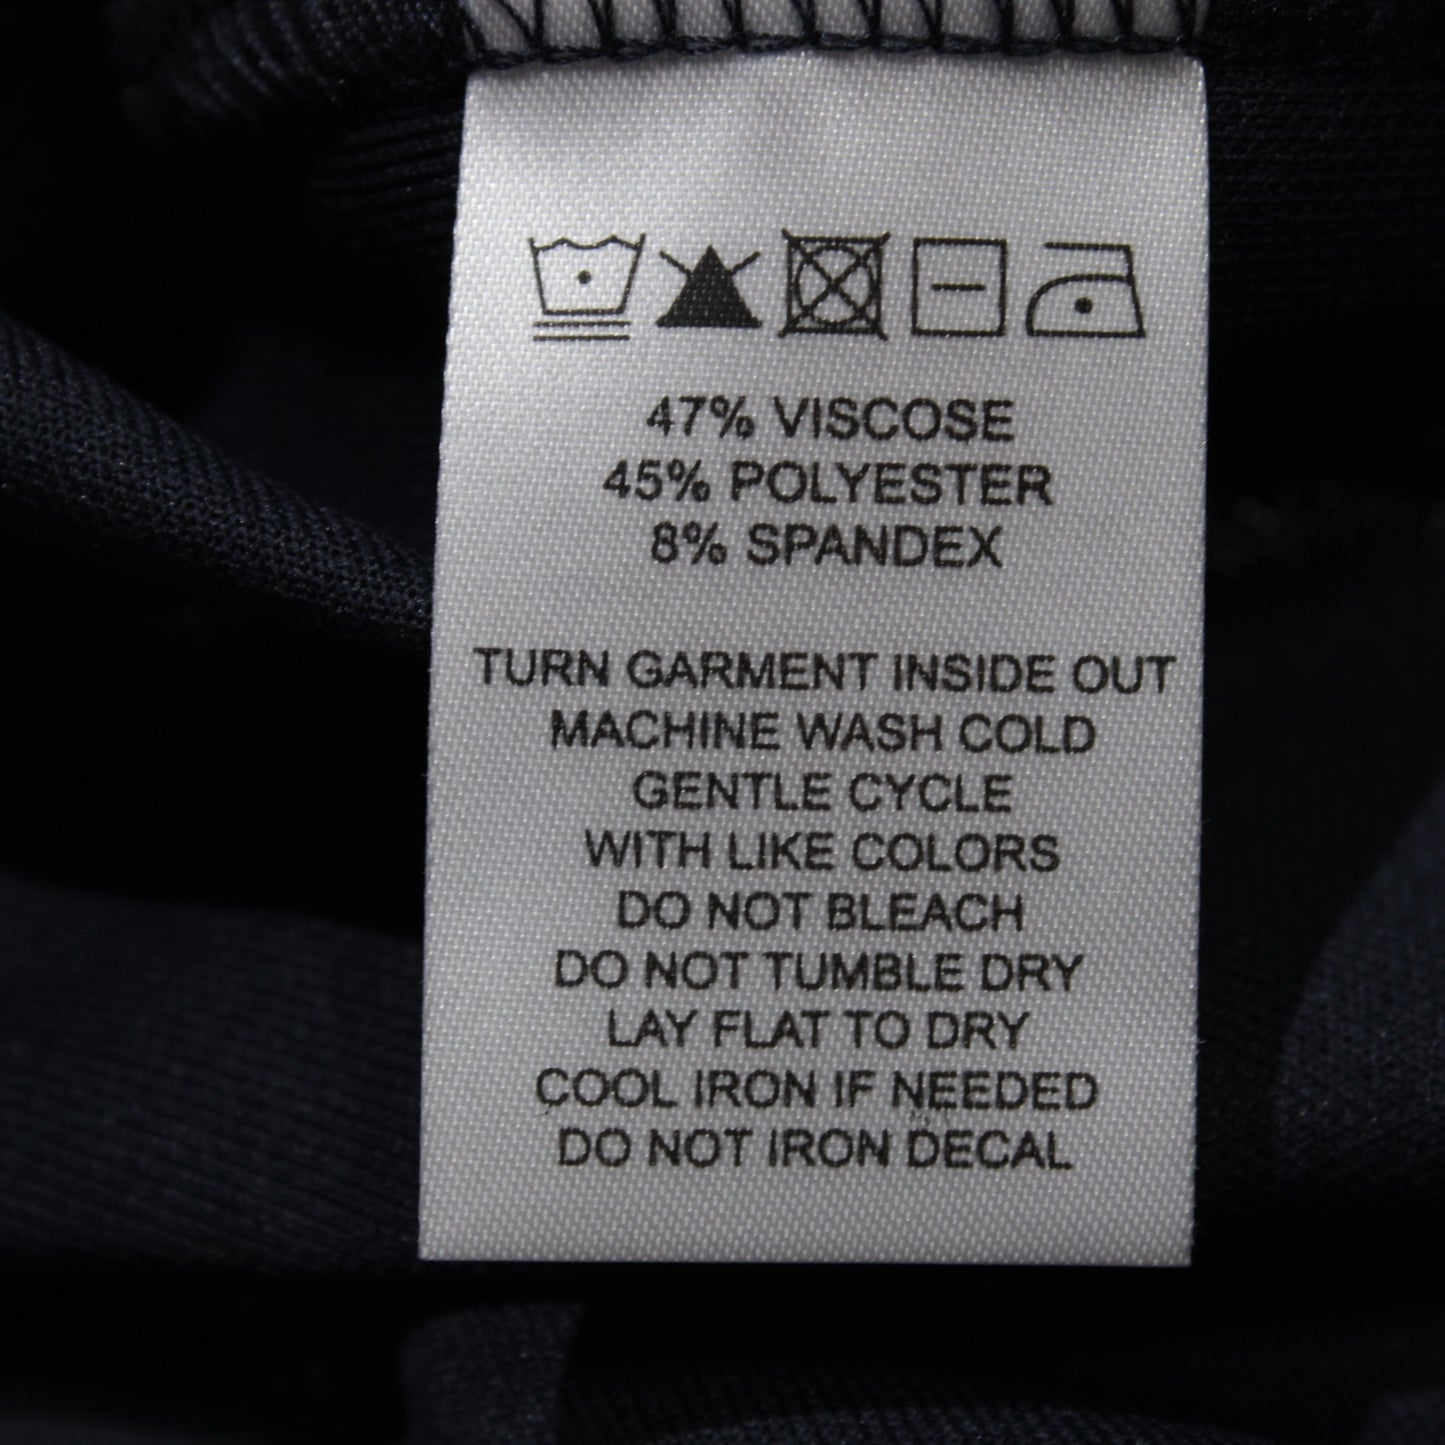 47% VISCOSE
45% POLYESTER
8% SPANDEX
TURN GARMENT INSIDE OUT
MACHINE WASH COLD
GENTLE CYCLE
WITH LIKE COLORS
DO NOT BLEACH
DO NOT TUMBLE DRY
LAY FLAT TO DRY
COOL IRON IF NEEDED
DO NOT IRON DECAL